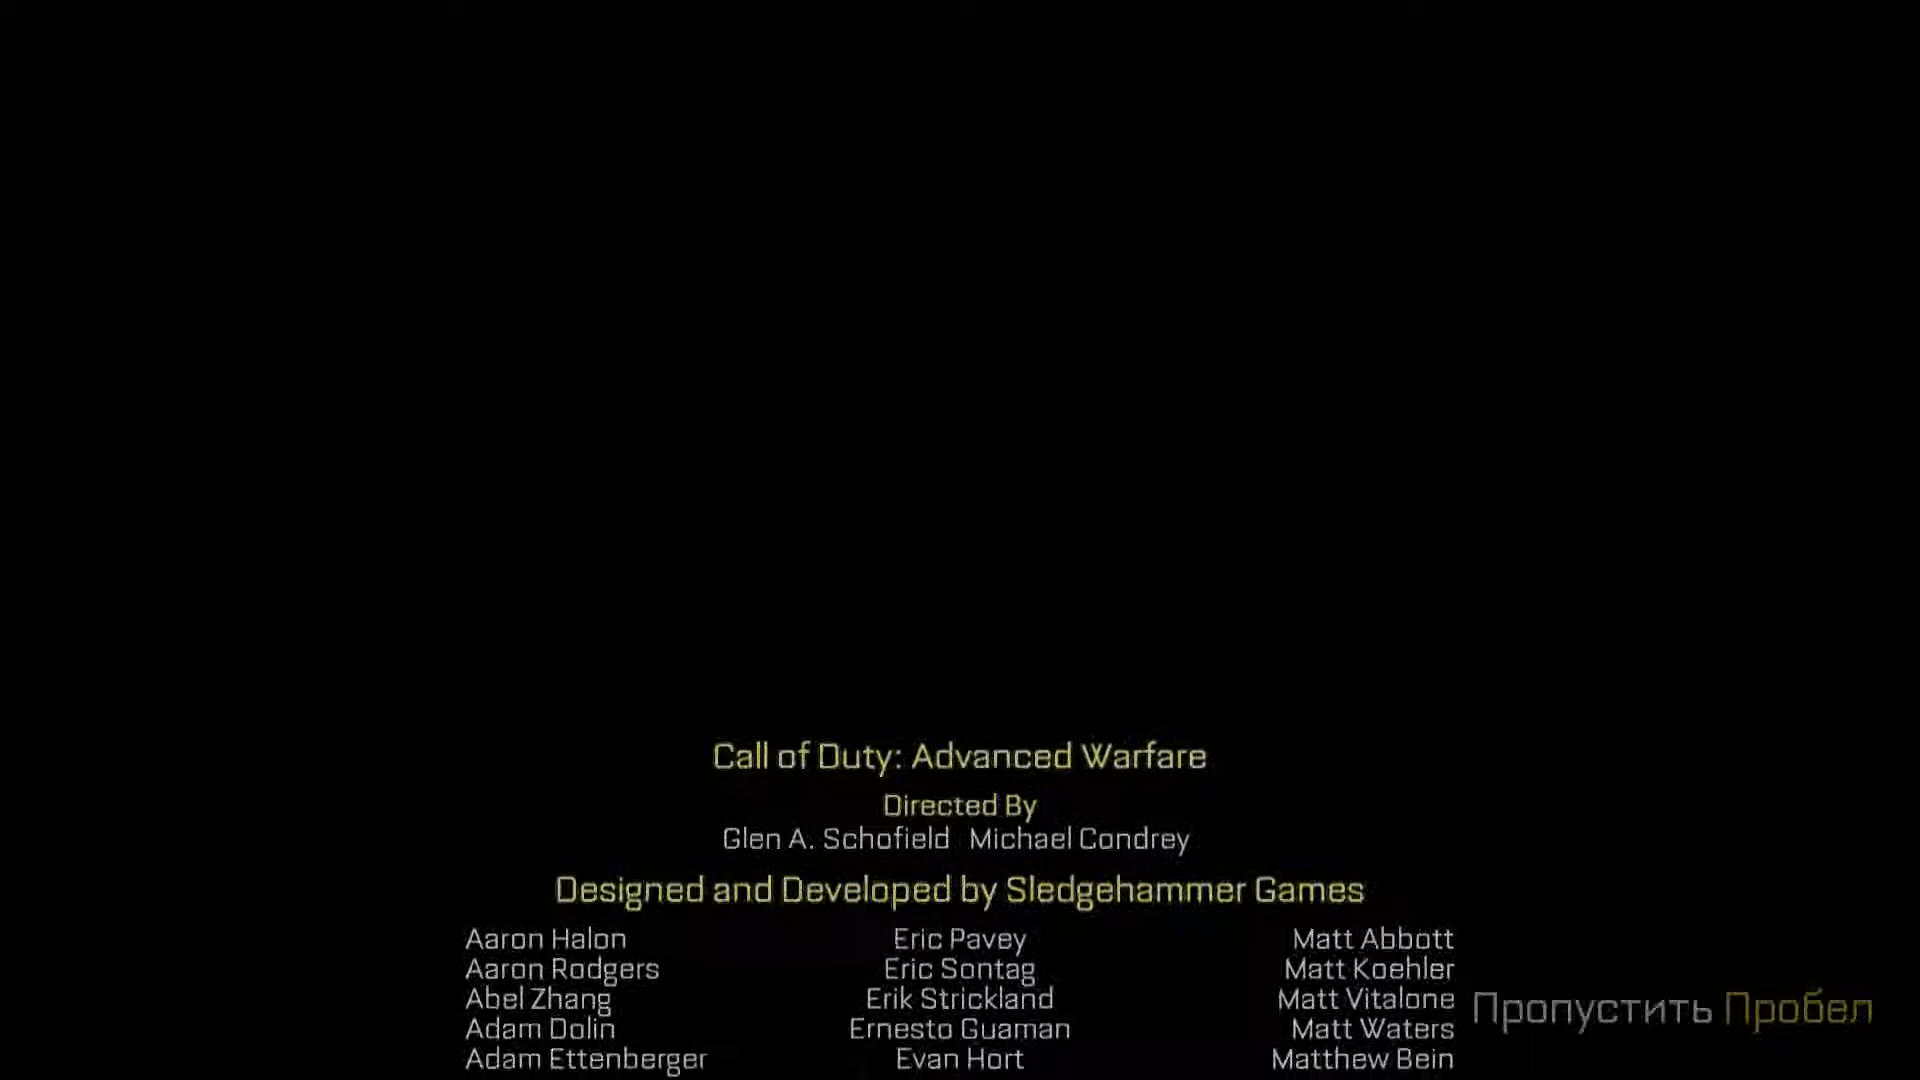 Call of Duty: Advanced Warfare
Directed By
Glen A. Schofield Michael Condrey
Designed and Developed by Sledgehammer Games
Aaron Halon Eric Pavey Matt Abbott
Aaron Rodgers Eric Sontag Matt Koehler
Abel Zhang Erik Strickland Matt Vitalone
Пропустить Пробел
Adam Dolin Ernesto Guaman Matt Waters
Adam Ettenberger Evan Hort Matthew Bein